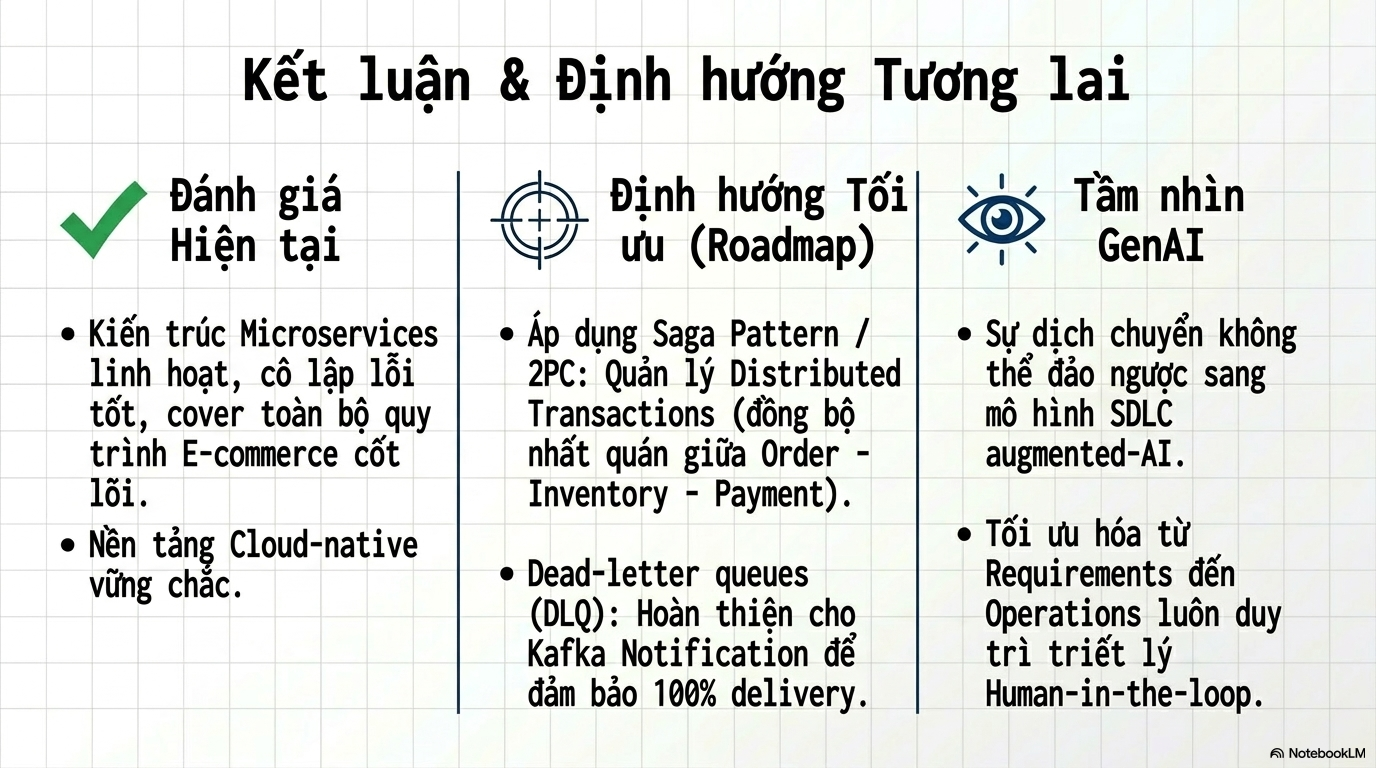 Kết luận & Định hướng Tương lai
Đánh giá
Hiện tại
• Kiến trúc Microservices
linh hoạt, cô lập lỗi
tốt, cover toàn bộ quy
trình E-commerce cốt
lõi.
• Nền tảng Cloud-native
vững chắc.
Định hướng Tối
ưu (Roadmap)
• Áp dụng Saga Pattern /
2PC: Quản lý Distributed
Transactions (đồng bộ
nhất quán giữa Order -
Inventory - Payment).
• Dead-letter queues
(DLQ): Hoàn thiện cho
Kafka Notification để
đảm bảo 100% delivery.
Tầm nhìn
GenAI
• Sự dịch chuyển không
thể đảo ngược sang
mô hình SDLC
augmented-AI.
• Tối ưu hóa từ
Requirements đến
Operations luôn duy
trì triết lý
Human-in-the-loop.
NotebookLM